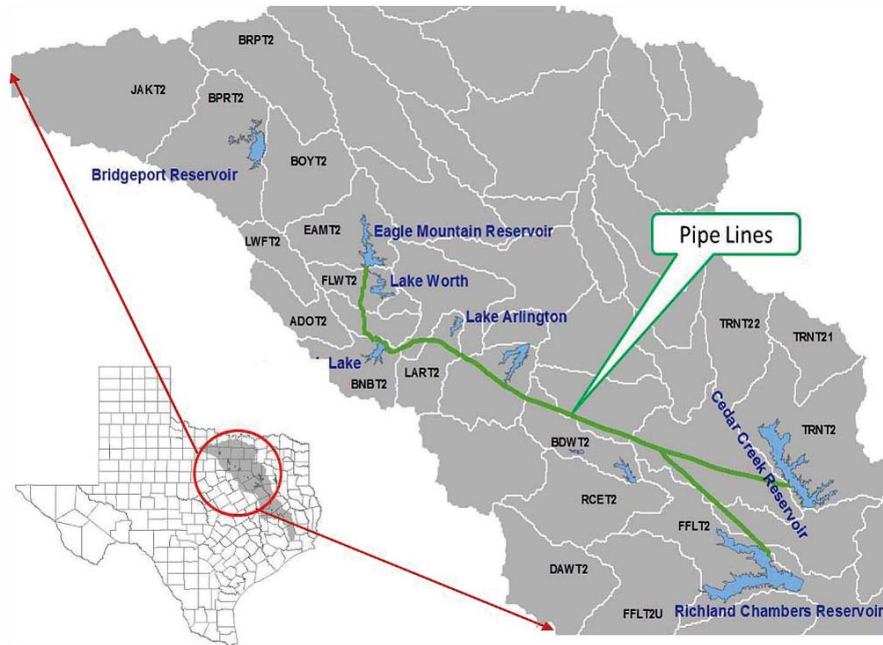 BRPT2
JAKT2
BPRT2
BOYT2
Bridgeport Reservoir
EAMT2
Eagle Mountain Reservoir
Pipe Lines
LWFT2
FLWT2
Lake Worth
ADOT2
Lake Arlington
TRNT22
TRNT21
Lake
BNBT2
LART2
Cedar Creek Reservoir
TRNT2
BDWT2
RCET2
FFLT2
DAWT2
FFLT2U
Richland Chambers Reservoir